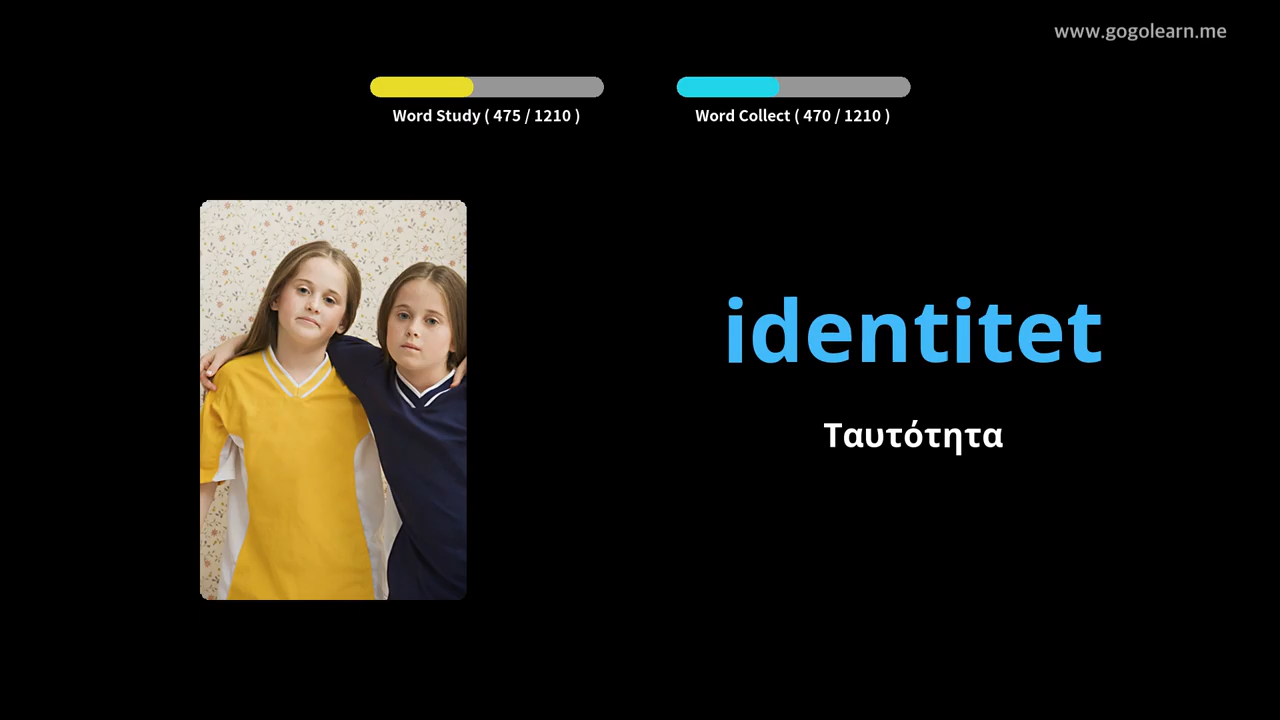 www.gogolearn.me
Word Study ( 475 / 1210 )
Word Collect ( 470 / 1210 )
identitet
Ταυτότητα